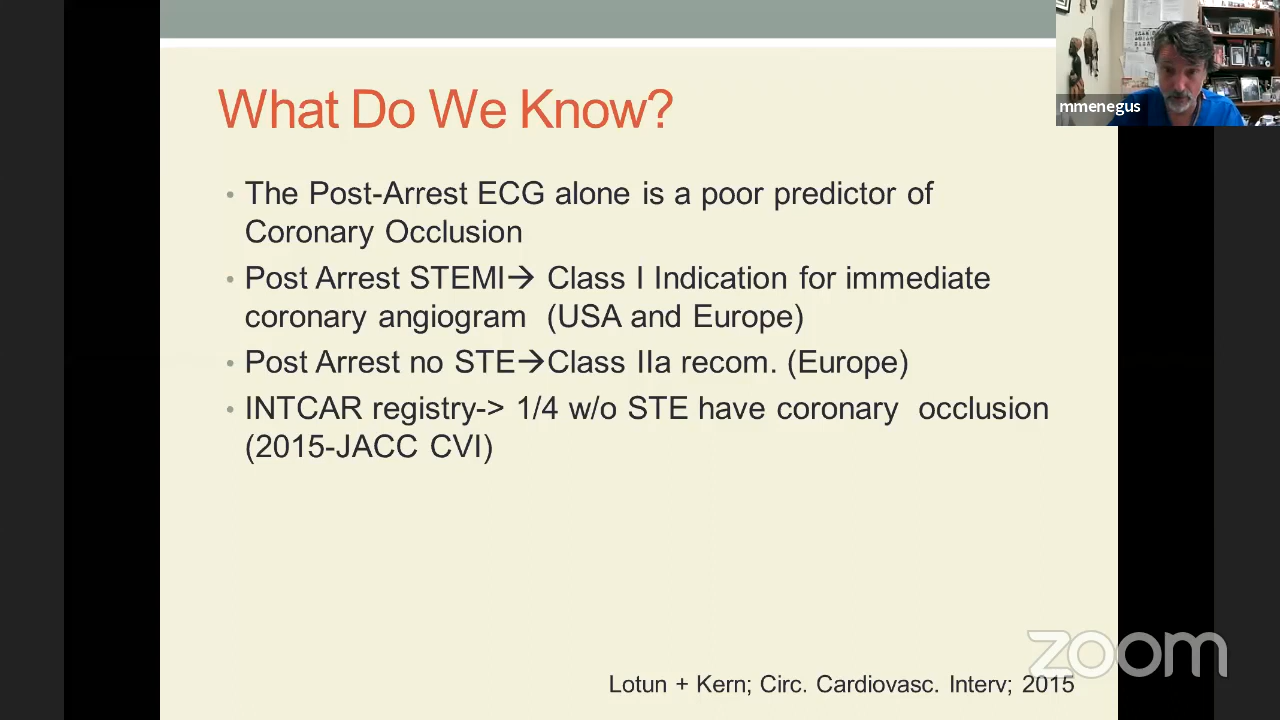 What Do We Know?
mmenegus
• The Post-Arrest ECG alone is a poor predictor of
Coronary Occlusion
• Post Arrest STEMI→ Class I Indication for immediate
coronary angiogram (USA and Europe)
• Post Arrest no STE→Class IIa recom. (Europe)
• INTCAR registry-> 1/4 w/o STE have coronary occlusion
(2015-JACC CVI)
zoom
Lotun + Kern; Circ. Cardiovasc. Interv; 2015